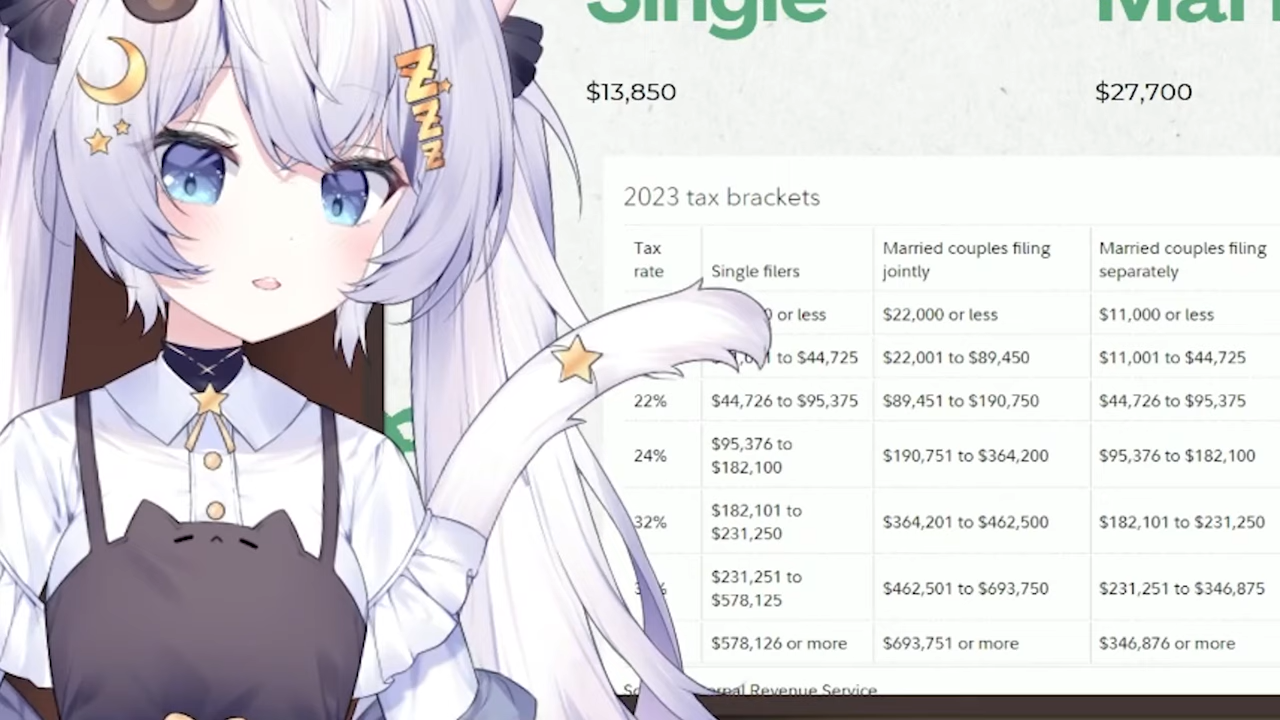 Single
$13,850
$27,700
2023 tax brackets
Tax rate
Single filers
Married couples filing jointly
Married couples filing separately
or less
$22,000 or less
$11,000 or less
to $44,725
$22,001 to $89,450
$11,001 to $44,725
22%
$44,726 to $95,375
$89,451 to $190,750
$44,726 to $95,375
24%
$95,376 to
$182,100
$190,751 to $364,200
$95,376 to $182,100
32%
$182,101 to
$231,250
$364,201 to $462,500
$182,101 to $231,250
$231,251 to
$578,125
$462,501 to $693,750
$231,251 to $346,875
$578,126 or more
$693,751 or more
$346,876 or more
Revenue Service
Zzzz